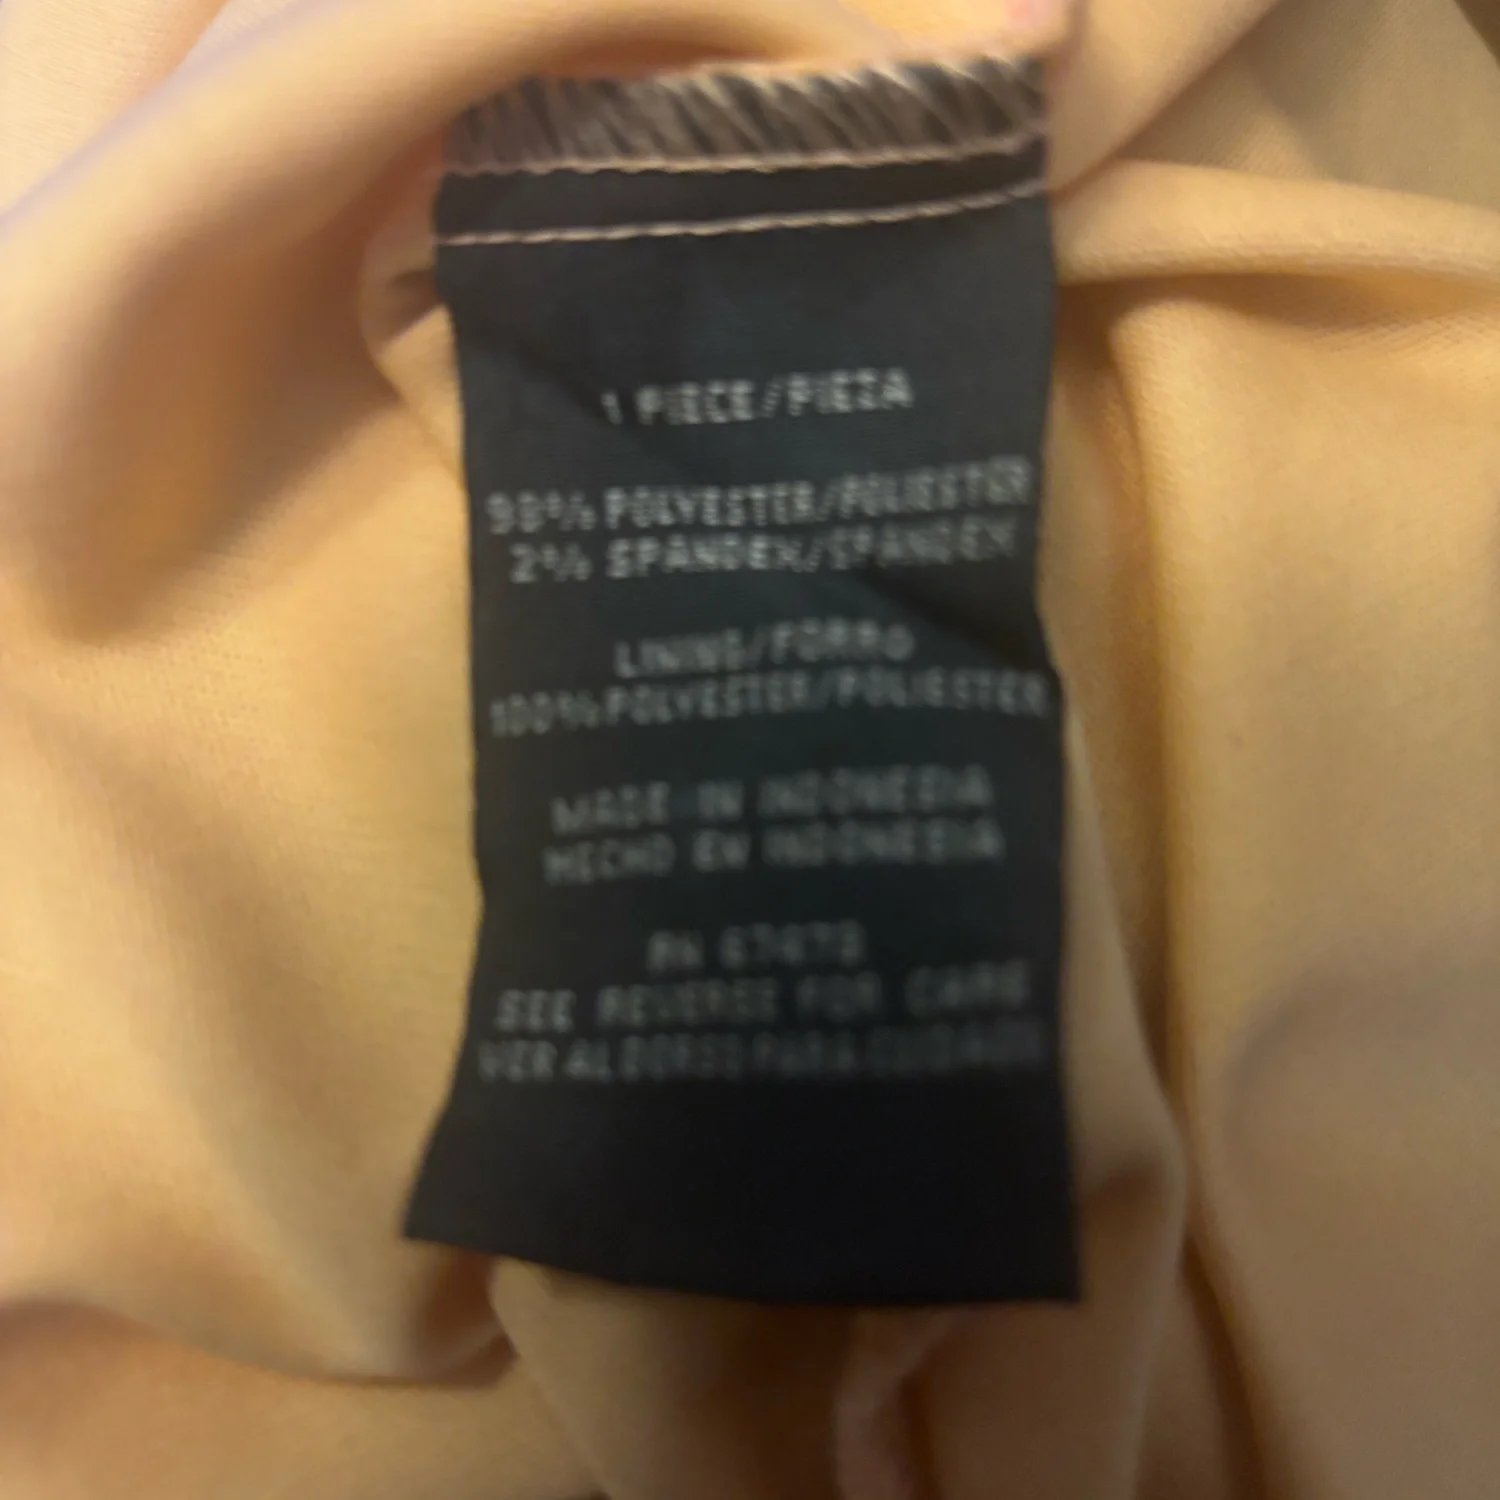 1 PIECE/PIEZA
98% POLYESTER/POLIESTER
2% SPANDEX/SPANDEX
LINING/FORRO
100% POLYESTER/POLIESTER
MADE IN INDONESIA
HECHO EN INDONESIA
RN
SEE REVERSE FOR CARE
VER AL DORSO PARA CUIDADO